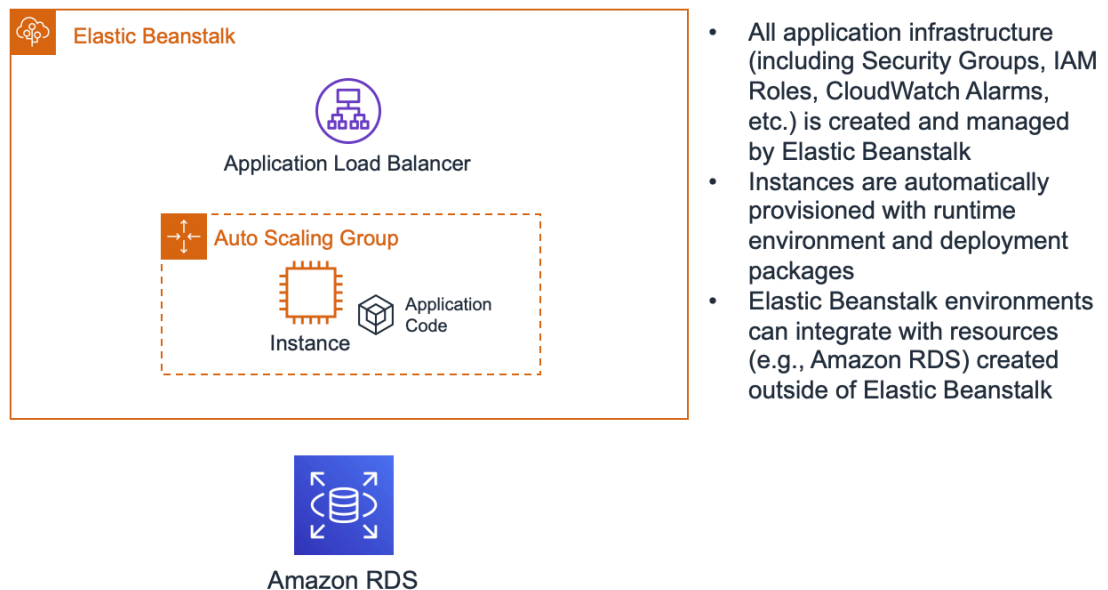 Elastic Beanstalk
Application Load Balancer
Auto Scaling Group
Application
Code
Instance
Amazon RDS
• All application infrastructure
(including Security Groups, IAM
Roles, CloudWatch Alarms,
etc.) is created and managed
by Elastic Beanstalk
• Instances are automatically
provisioned with runtime
environment and deployment
packages
• Elastic Beanstalk environments
can integrate with resources
(e.g., Amazon RDS) created
outside of Elastic Beanstalk